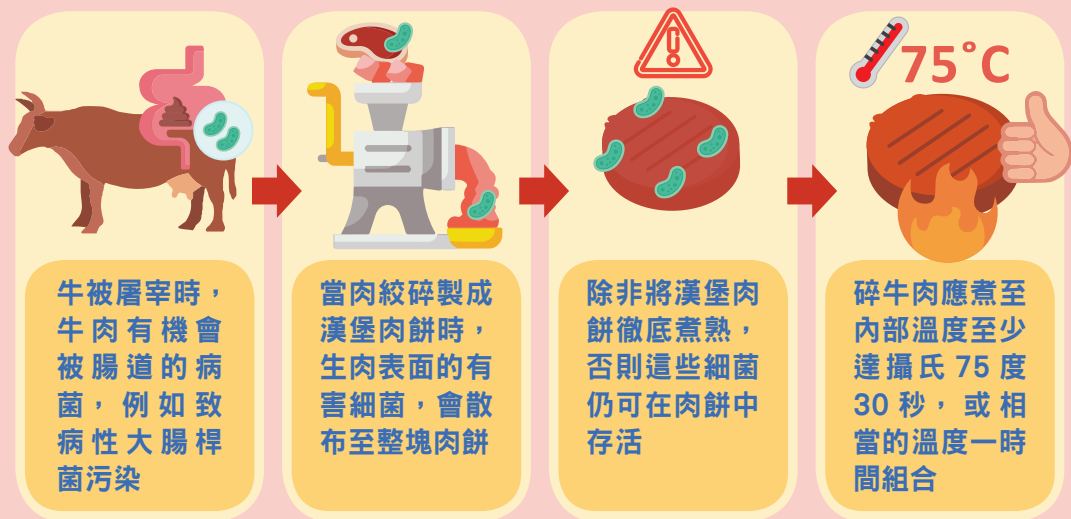 75°C
牛被屠宰時，
牛肉有機會
被腸道的病
菌，例如致
病性大腸桿
菌污染
當肉絞碎製成
漢堡肉餅時，
生肉表面的有
害細菌，會散
布至整塊肉餅
除非將漢堡肉
餅徹底煮熟，
否則這些細菌
仍可在肉餅中
存活
碎牛肉應煮至
內部溫度至少
達攝氏 75 度
30 秒，或相
當的溫度一時
間組合